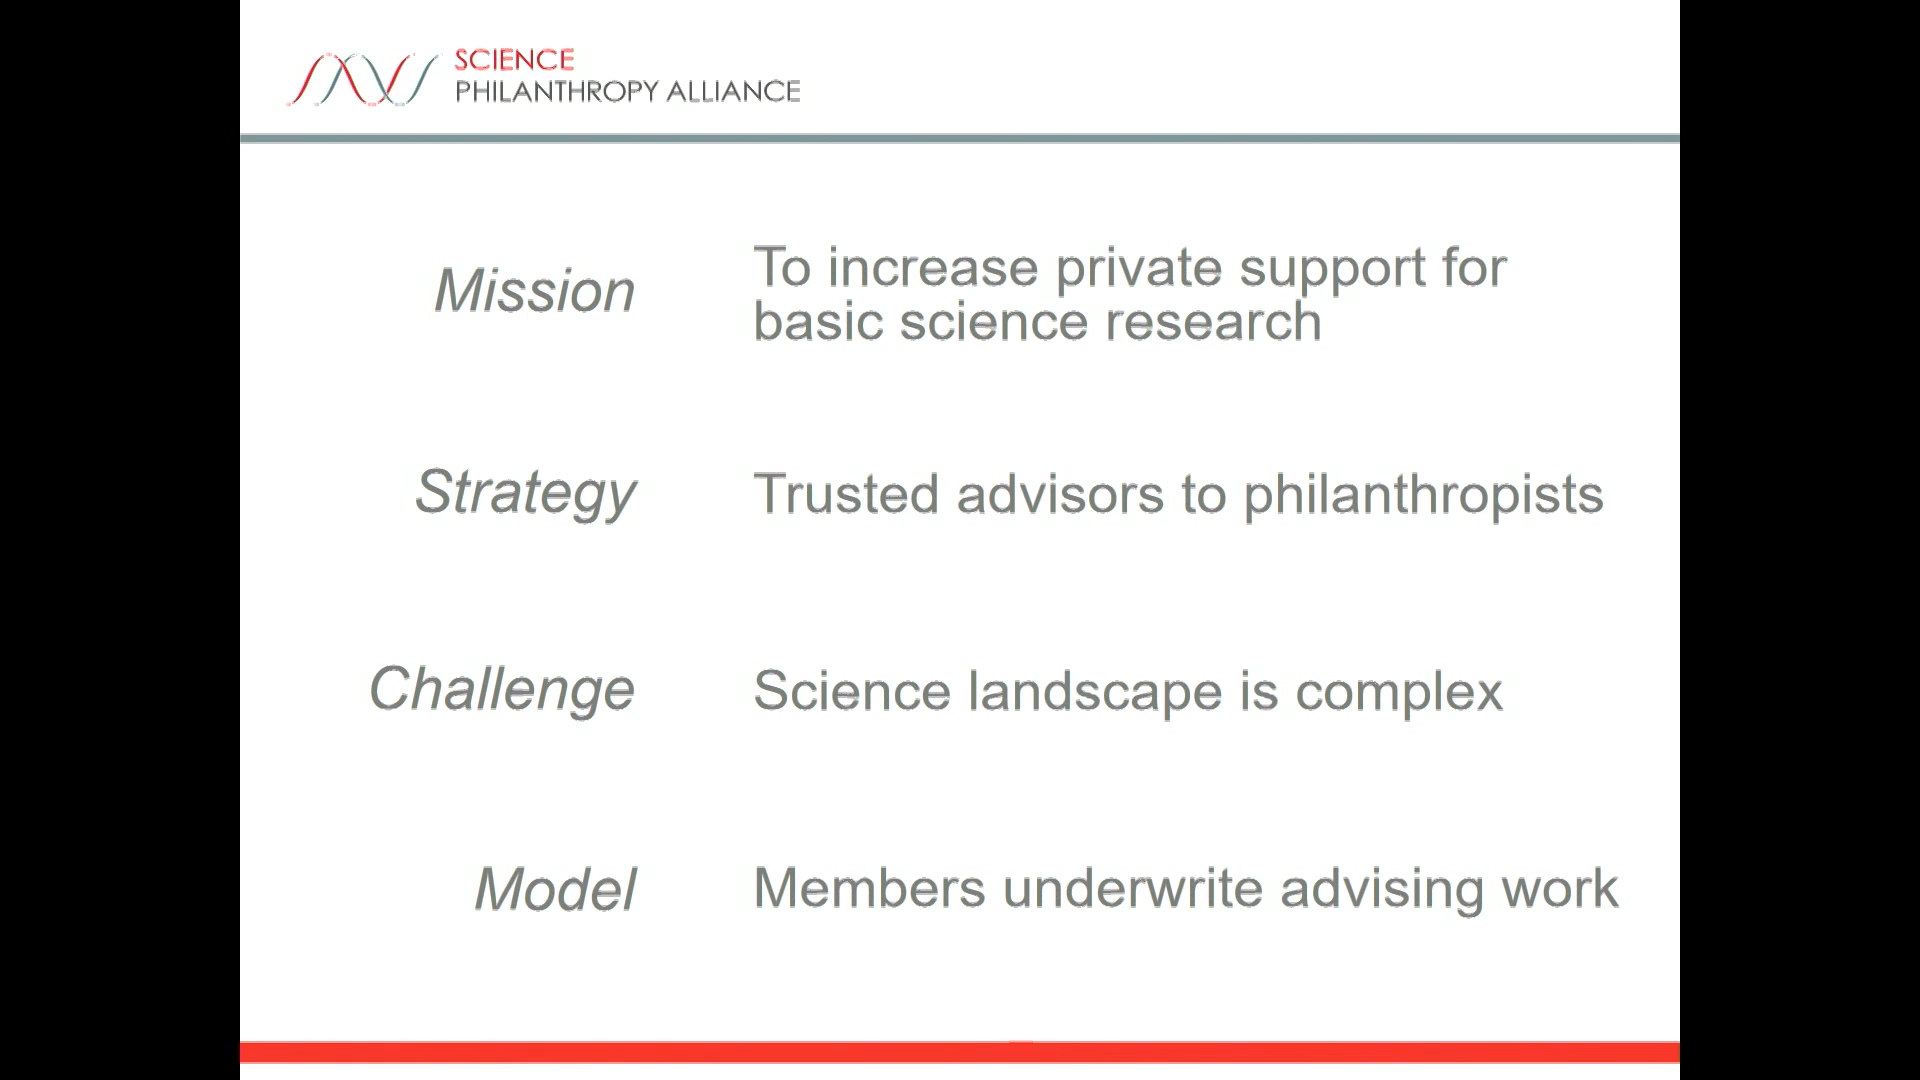 SCIENCE
PHILANTHROPY ALLIANCE
Mission
To increase private support for
basic science research
Strategy
Trusted advisors to philanthropists
Challenge
Science landscape is complex
Model
Members underwrite advising work